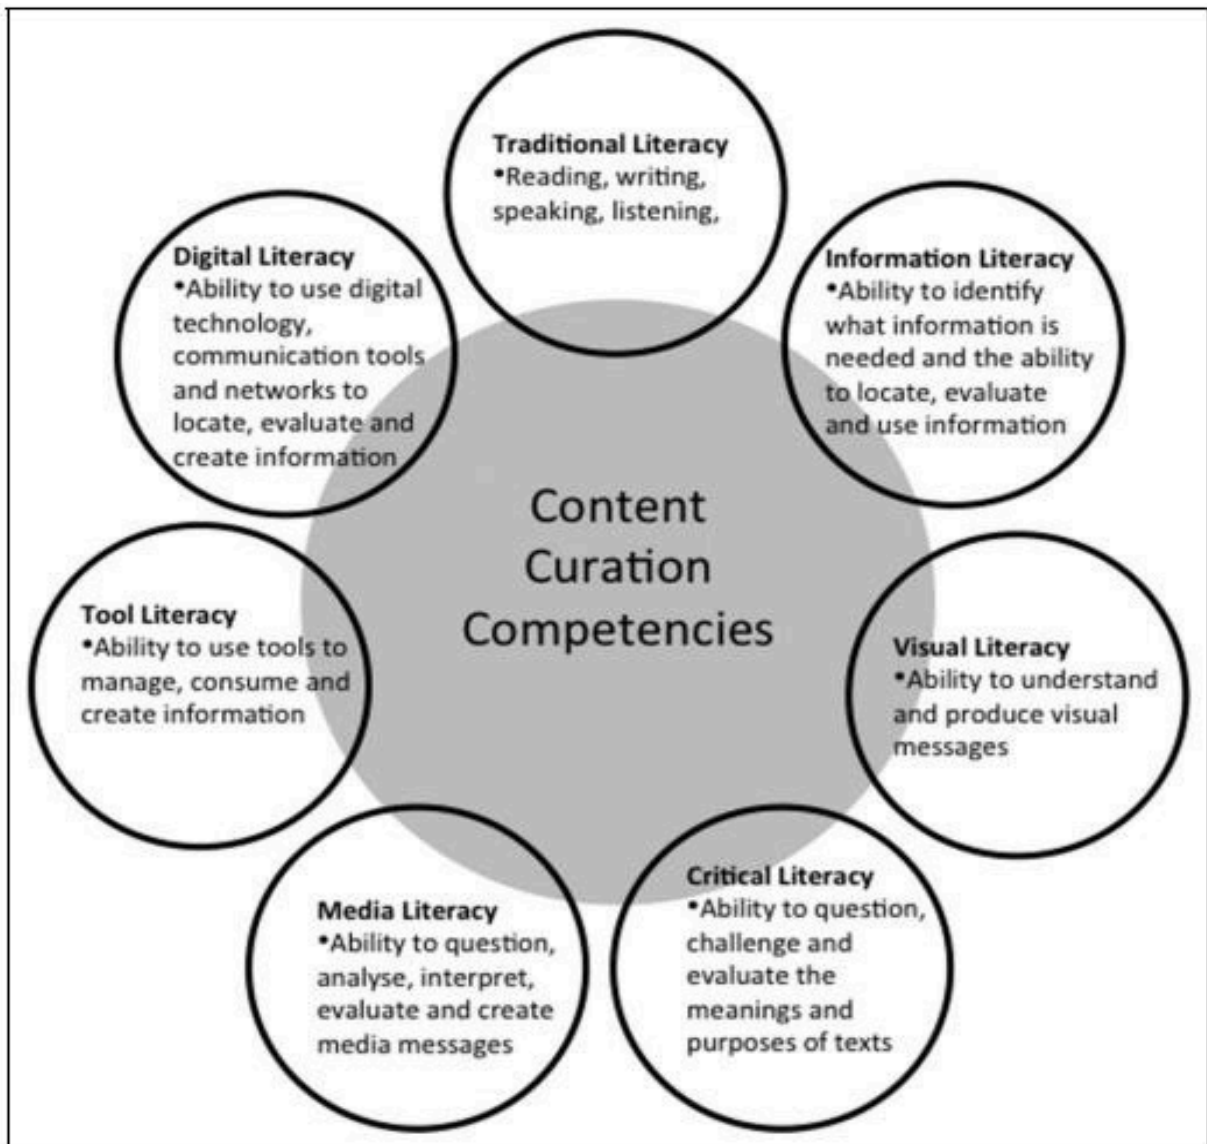 Traditional Literacy
•Reading, writing,
speaking, listening,
Information Literacy
•Ability to identify
what information is
needed and the ability
to locate, evaluate
and use information
Visual Literacy
•Ability to understand
and produce visual
messages
Critical Literacy
•Ability to question,
challenge and
evaluate the
meanings and
purposes of texts
Media Literacy
•Ability to question,
analyse, interpret,
evaluate and create
media messages
Tool Literacy
•Ability to use tools to
manage, consume and
create information
Digital Literacy
•Ability to use digital
technology,
communication tools
and networks to
locate, evaluate and
create information
Content
Curation
Competencies